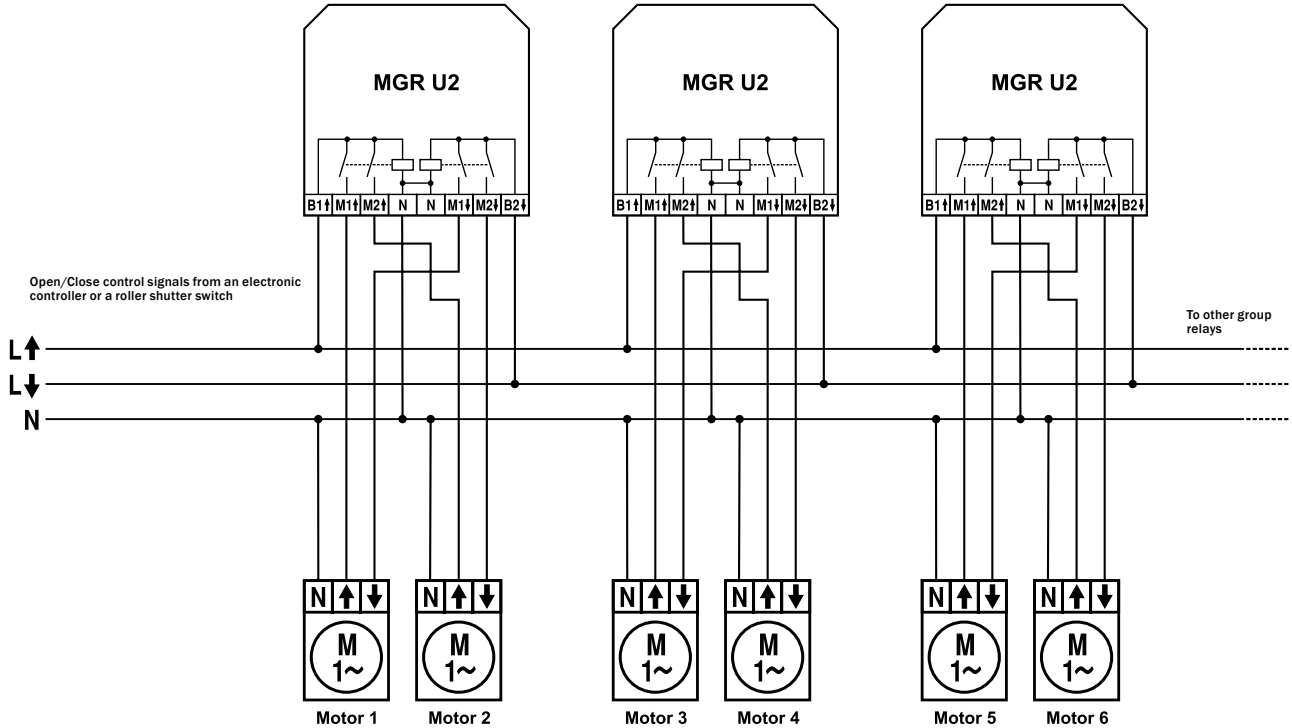 MGR U2 MGR U2 MGR U2
B1↑ M1↑ M2↑ N N M1↓ M2↓ B2↓ B1↑ M1↑ M2↑ N N M1↓ M2↓ B2↓ B1↑ M1↑ M2↑ N N M1↓ M2↓ B2↓
Open/Close control signals from an electronic
controller or a roller shutter switch
To other group
relays
L↑
L↓
N
N ↑ ↓ N ↑ ↓ N ↑ ↓ N ↑ ↓ N ↑ ↓ N ↑ ↓
M M M M M M
1~ 1~ 1~ 1~ 1~ 1~
Motor 1 Motor 2 Motor 3 Motor 4 Motor 5 Motor 6